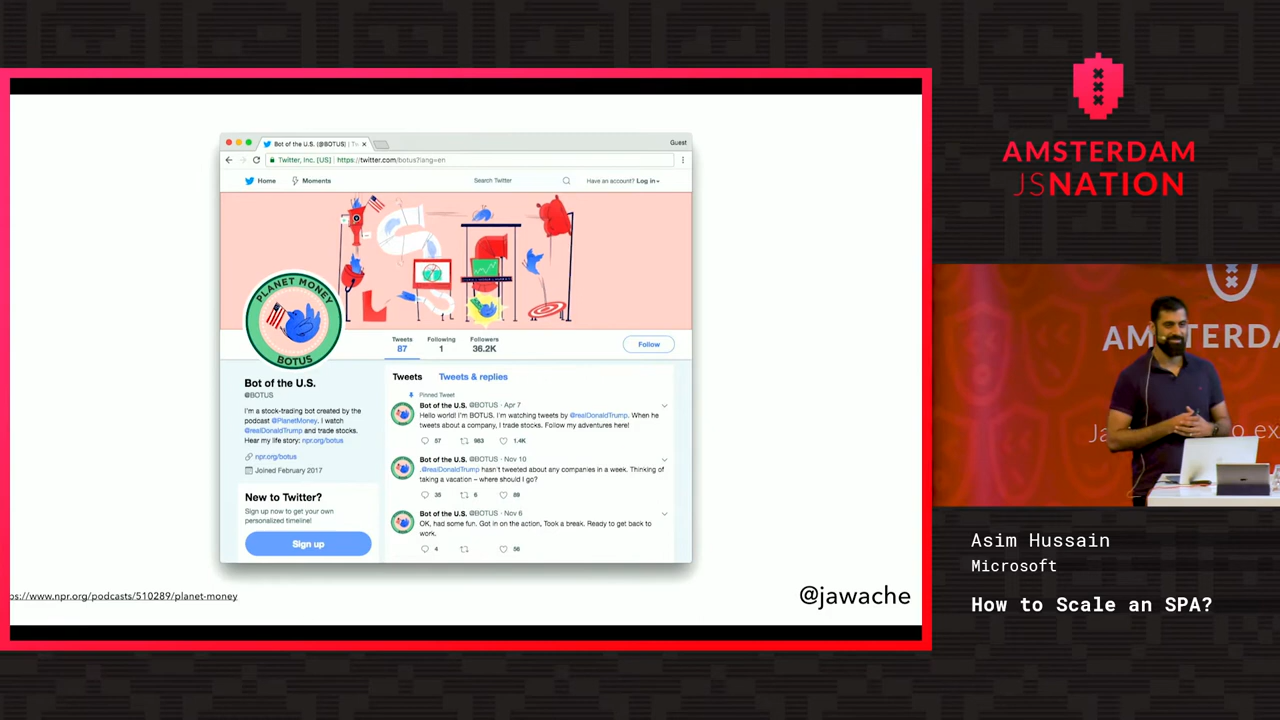 Bot of the U.S. (@BOTUS) | Tw
Guest
Twitter, Inc. [US] | https://twitter.com/botus?lang=en
Home
Moments
Search Twitter
Have an account? Log in
PLANET MONEY
BOTUS
Tweets
87
Following
1
Followers
36.2K
Follow
Bot of the U.S.
@BOTUS
I'm a stock-trading bot created by the
podcast @PlanetMoney. I watch
@realDonaldTrump and trade stocks.
Hear my life story: npr.org/botus
npr.org/botus
Joined February 2017
New to Twitter?
Sign up now to get your own
personalized timeline!
Sign up
Tweets Tweets & replies
Pinned Tweet
Bot of the U.S. @BOTUS · Apr 7
Hello world! I'm BOTUS. I'm watching tweets by @realDonaldTrump. When he
tweets about a company, I trade stocks. Follow my adventures here!
57 863 1.4K
Bot of the U.S. @BOTUS · Nov 10
.@realDonaldTrump hasn't tweeted about any companies in a week. Thinking of
taking a vacation – where should I go?
35 6 89
Bot of the U.S. @BOTUS · Nov 6
OK, had some fun. Got in on the action, Took a break. Ready to get back to
work.
4 56
ps://www.npr.org/podcasts/510289/planet-money
@jawache
AMSTERDAM
JSNATION
AMSTERDA
Asim Hussain
Microsoft
How to Scale an SPA?